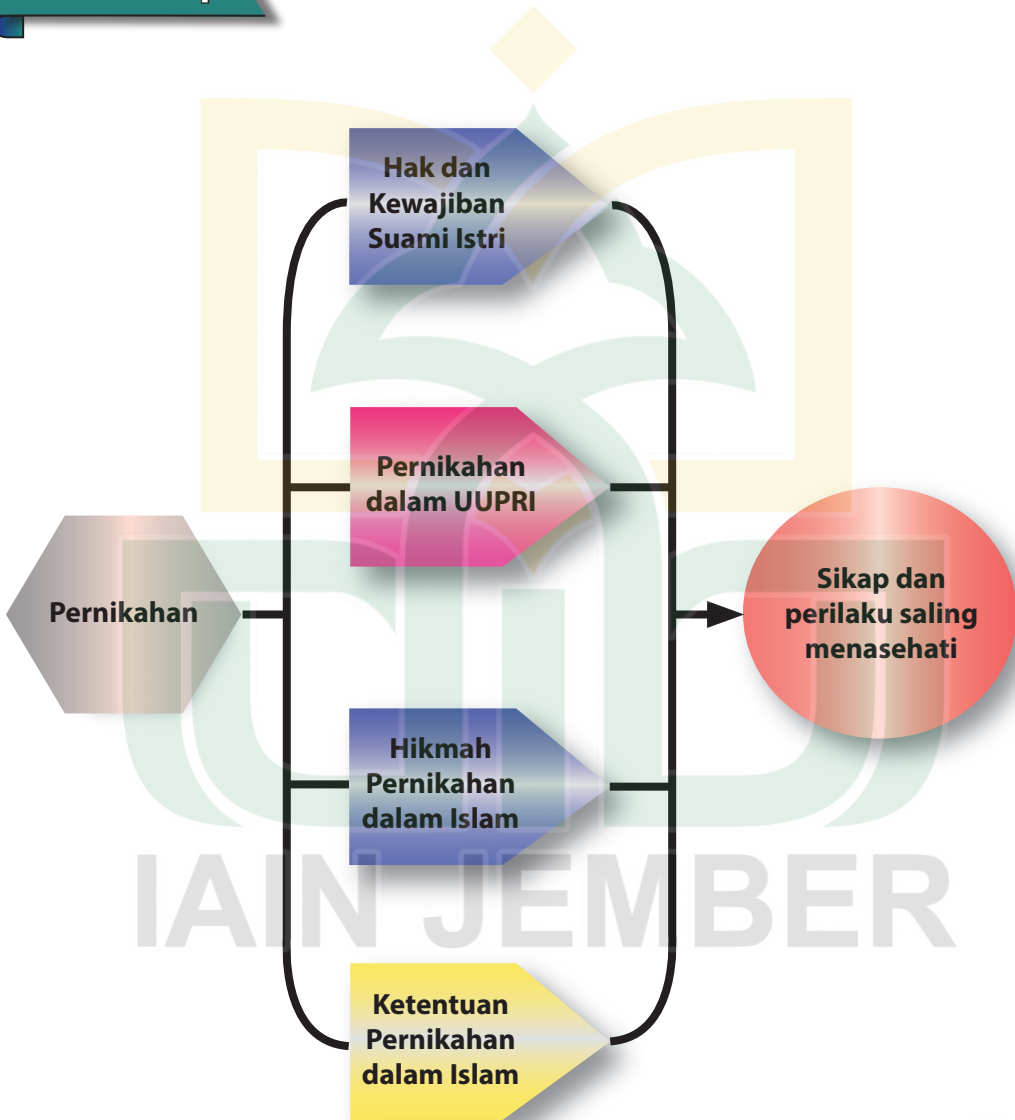 Hak dan
Kewajiban
Suami Istri
Pernikahan
dalam UUPRI
Pernikahan
Sikap dan
perilaku saling
menasehati
Hikmah
Pernikahan
dalam Islam
IAIN JEMBER
Ketentuan
Pernikahan
dalam Islam